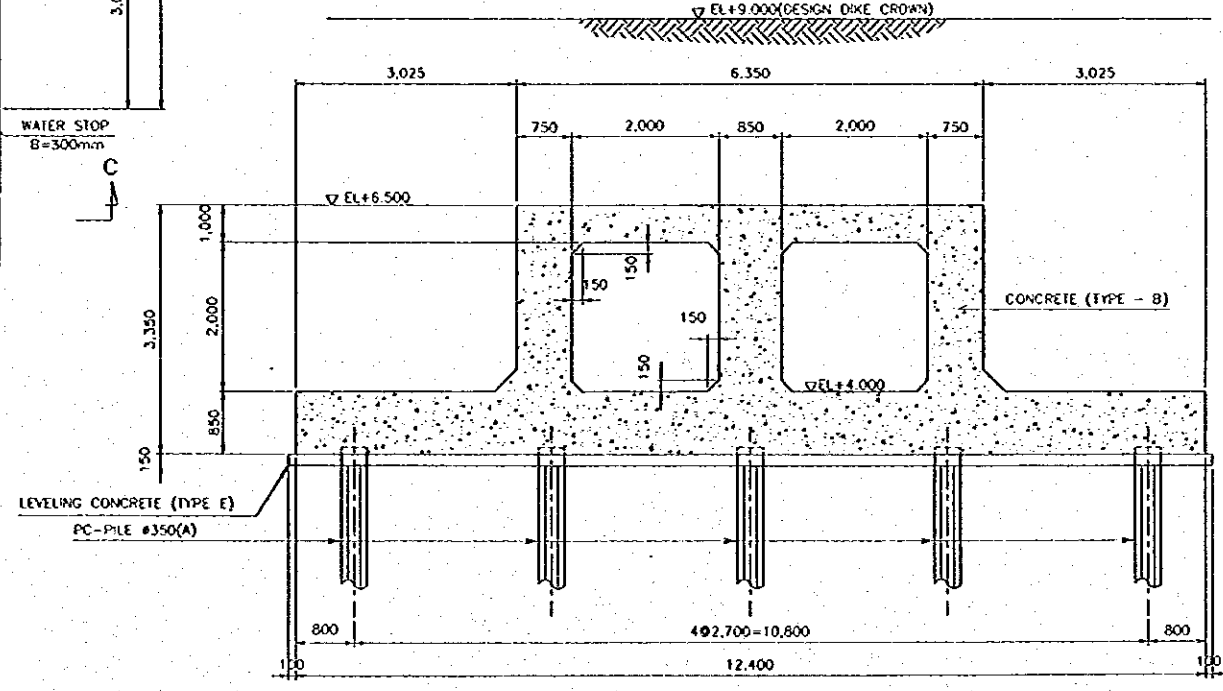 3,0
▽ EL+9.000(DESIGN DIKE CROWN)
3,025
6.350
3,025
WATER STOP
B=300mm
750
2,000
850
2,000
750
C
▽ EL+6.500
1,000
150
150
CONCRETE (TYPE - B)
3,350
2,000
150
150
▽EL+4.000
850
150
LEVELING CONCRETE (TYPE E)
PC-PILE ø350(A)
800
4@2,700=10,800
800
100
12,400
100